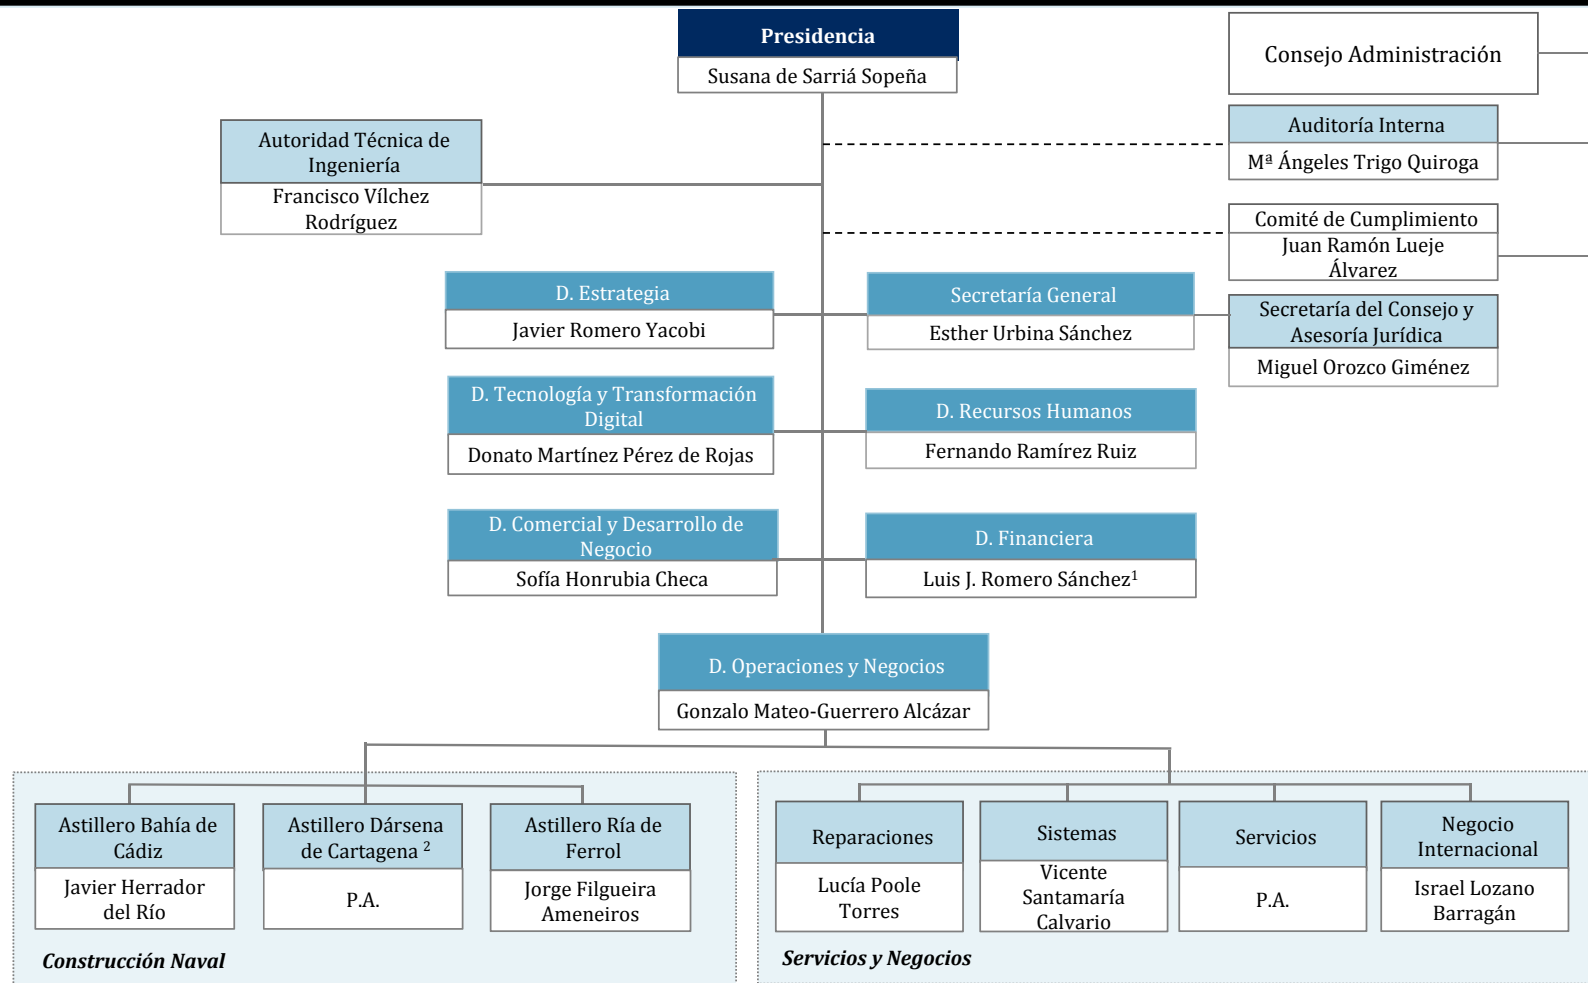 Presidencia
Susana de Sarriá Sopeña
Consejo Administración
Autoridad Técnica de
Ingeniería
Francisco Vílchez
Rodríguez
Auditoría Interna
Mª Ángeles Trigo Quiroga
Comité de Cumplimiento
Juan Ramón Lueje
Álvarez
D. Estrategia
Javier Romero Yacobi
Secretaría General
Esther Urbina Sánchez
Secretaría del Consejo y
Asesoría Jurídica
Miguel Orozco Giménez
D. Tecnología y Transformación
Digital
Donato Martínez Pérez de Rojas
D. Recursos Humanos
Fernando Ramírez Ruiz
D. Comercial y Desarrollo de
Negocio
Sofía Honrubia Checa
D. Financiera
Luis J. Romero Sánchez¹
D. Operaciones y Negocios
Gonzalo Mateo-Guerrero Alcázar
Astillero Bahía de
Cádiz
Javier Herrador
del Río
Astillero Dársena
de Cartagena ²
P.A.
Astillero Ría de
Ferrol
Jorge Filgueira
Ameneiros
Construcción Naval
Reparaciones
Lucía Poole
Torres
Sistemas
Vicente
Santamaría
Calvario
Servicios
P.A.
Negocio
Internacional
Israel Lozano
Barragán
Servicios y Negocios